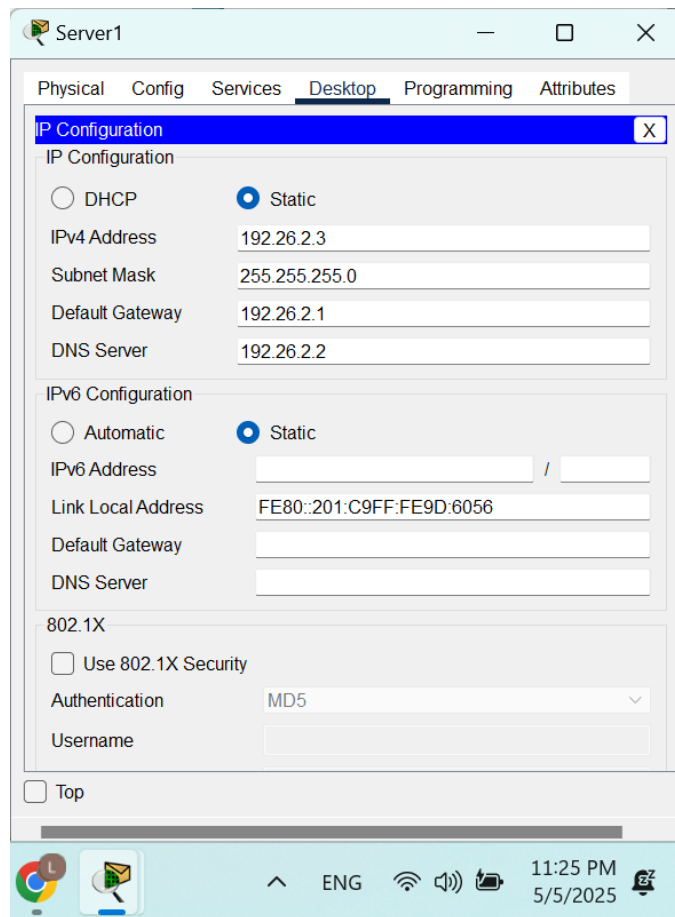 Server1
Physical Config Services Desktop Programming Attributes
IP Configuration X
IP Configuration
DHCP Static
IPv4 Address 192.26.2.3
Subnet Mask 255.255.255.0
Default Gateway 192.26.2.1
DNS Server 192.26.2.2
IPv6 Configuration
Automatic Static
IPv6 Address /
Link Local Address FE80::201:C9FF:FE9D:6056
Default Gateway
DNS Server
802.1X
Use 802.1X Security
Authentication MD5
Username
Top
L
ENG 11:25 PM
5/5/2025